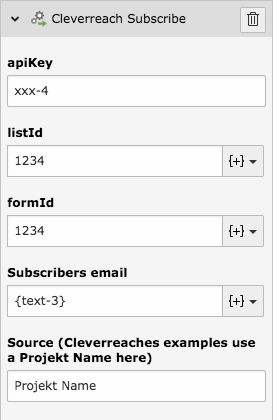 Cleverreach Subscribe
apiKey
xxx-4
listId
1234
{+}
formId
1234
{+}
Subscribers email
{text-3}
{+}
Source (Cleverreaches examples use
a Projekt Name here)
Projekt Name